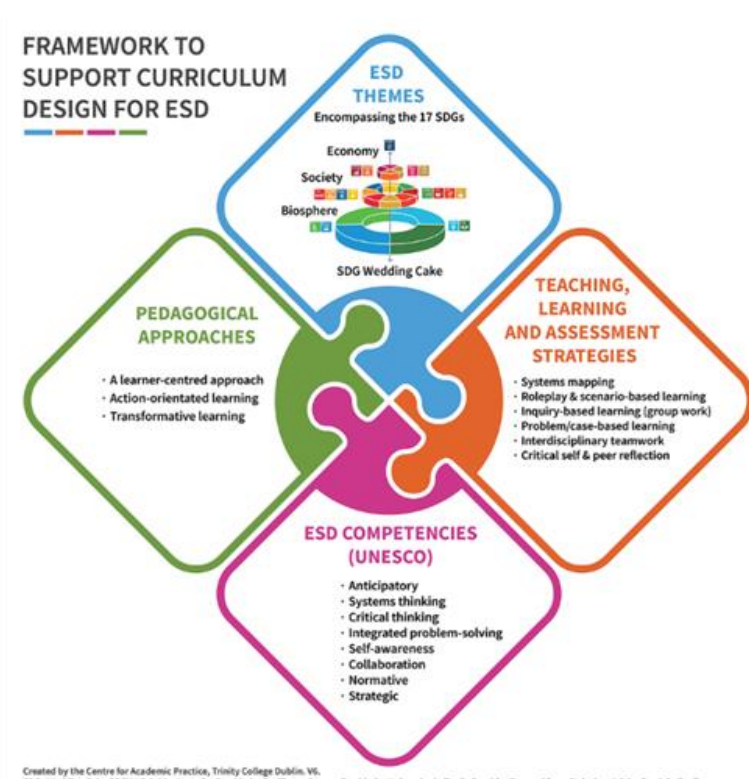 FRAMEWORK TO
SUPPORT CURRICULUM
DESIGN FOR ESD
ESD
THEMES
Encompassing the 17 SDGs
Economy
Society
Biosphere
SDG Wedding Cake
PEDAGOGICAL
APPROACHES
· A learner-centred approach
· Action-orientated learning
· Transformative learning
TEACHING,
LEARNING
AND ASSESSMENT
STRATEGIES
· Systems mapping
· Roleplay & scenario-based learning
· Inquiry-based learning (group work)
· Problem/case-based learning
· Interdisciplinary teamwork
· Critical self & peer reflection
ESD COMPETENCIES
(UNESCO)
· Anticipatory
· Systems thinking
· Critical thinking
· Integrated problem-solving
· Self-awareness
· Collaboration
· Normative
· Strategic
Created by the Centre for Academic Practice, Trinity College Dublin. V6.